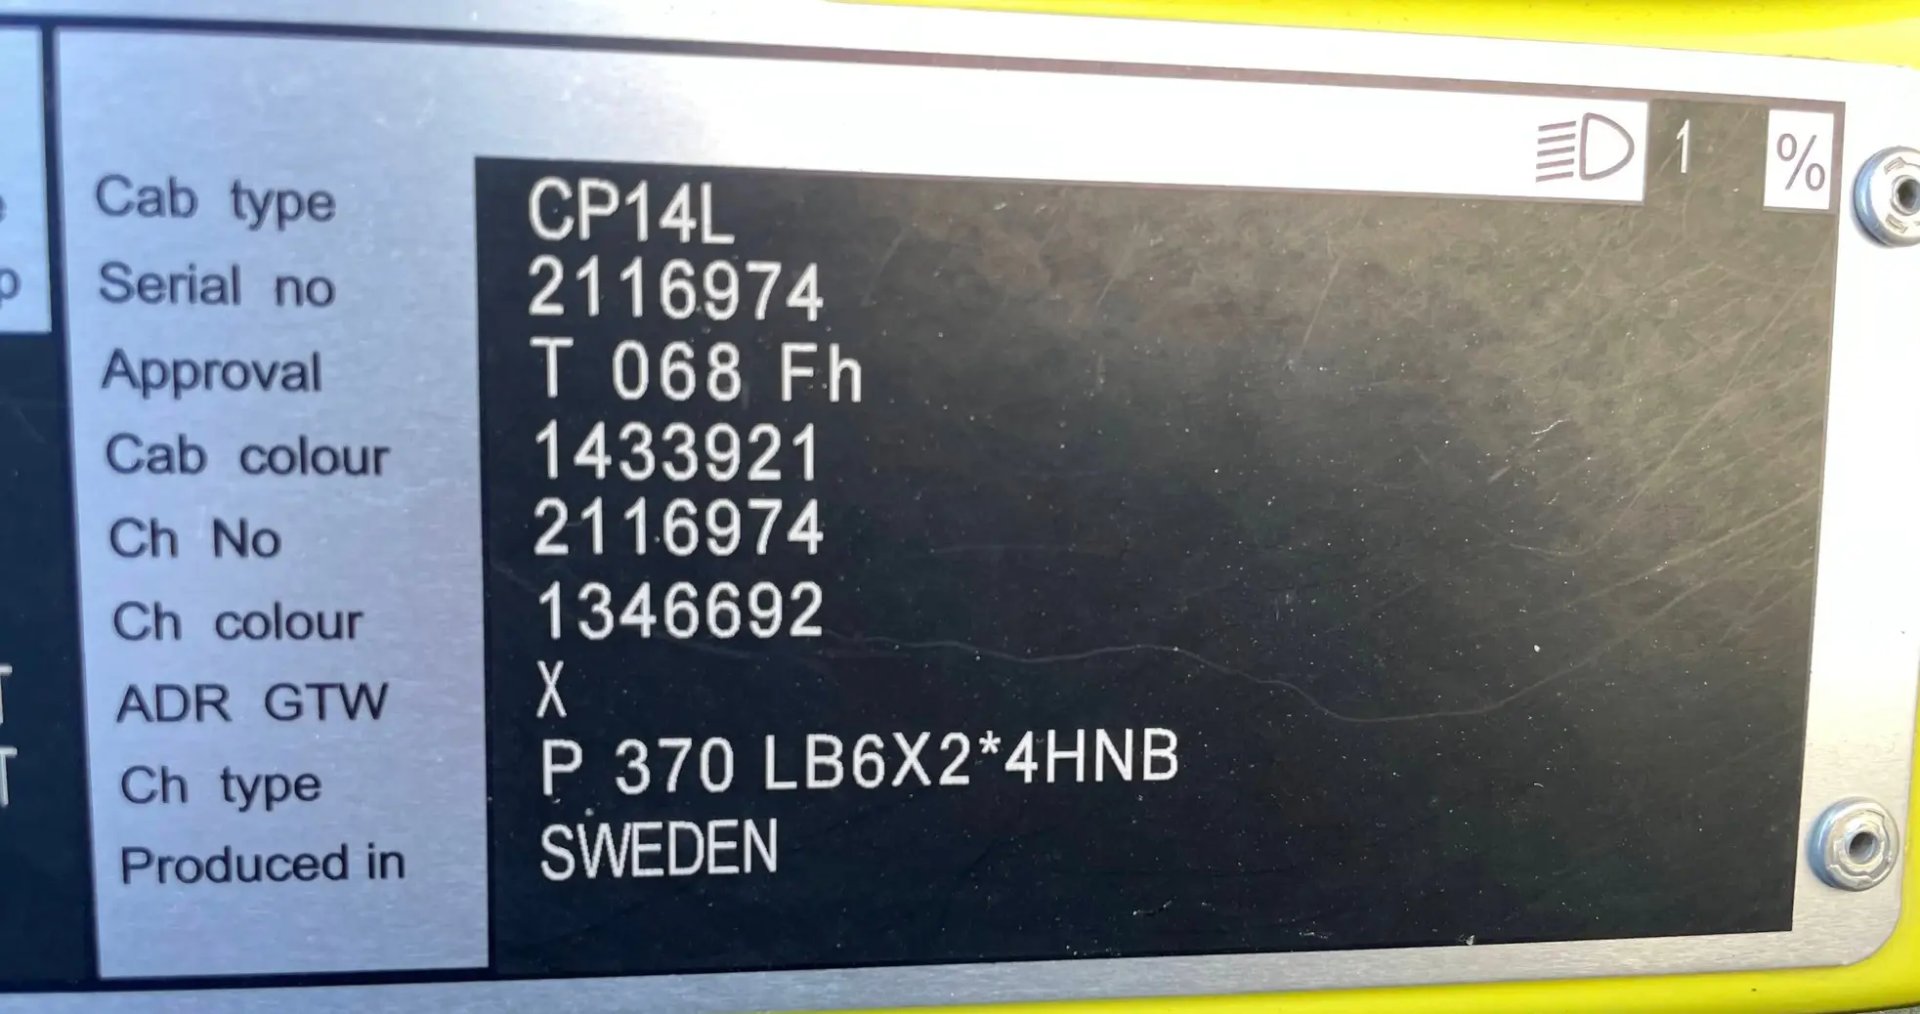 1 %
Cab type CP14L
Serial no 2116974
Approval T 068 Fh
Cab colour 1433921
Ch No 2116974
Ch colour 1346692
ADR GTW X
Ch type P 370 LB6X2*4HNB
Produced in SWEDEN